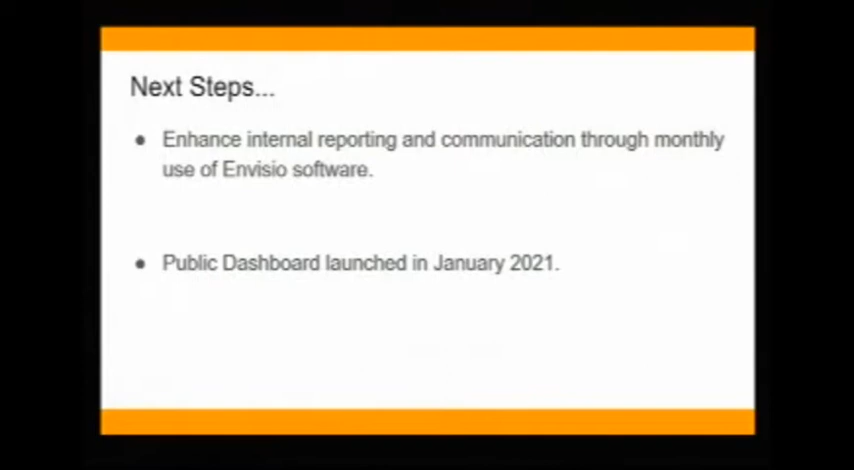 Next Steps...
● Enhance internal reporting and communication through monthly
use of Envisio software.
● Public Dashboard launched in January 2021.